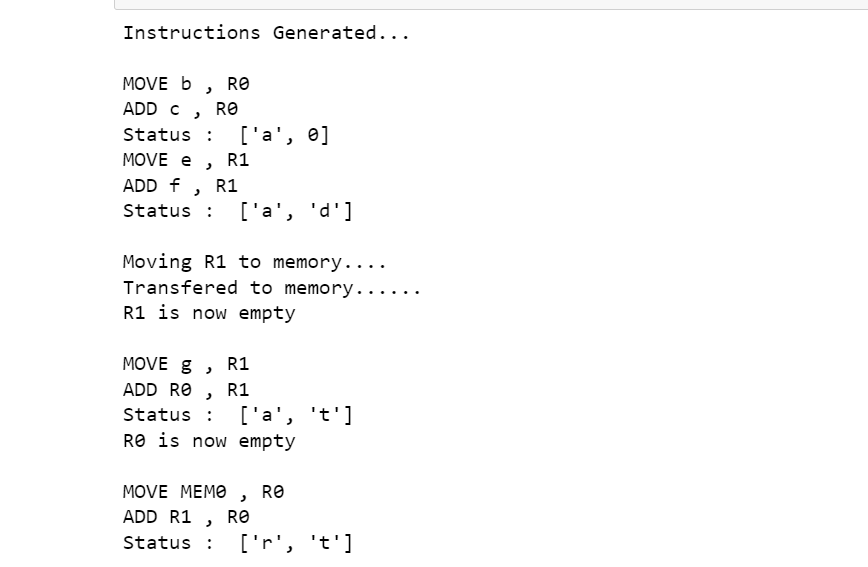 Instructions Generated...
MOVE b , R0
ADD c , R0
Status :  ['a', 0]
MOVE e , R1
ADD f , R1
Status :  ['a', 'd']
Moving R1 to memory....
Transfered to memory......
R1 is now empty
MOVE g , R1
ADD R0 , R1
Status :  ['a', 't']
R0 is now empty
MOVE MEM0 , R0
ADD R1 , R0
Status :  ['r', 't']